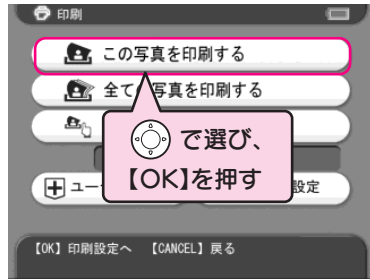 印刷
この写真を印刷する
全ての写真を印刷する
で選び、
【OK】を押す
ユー
設定
【OK】印刷設定へ 【CANCEL】戻る